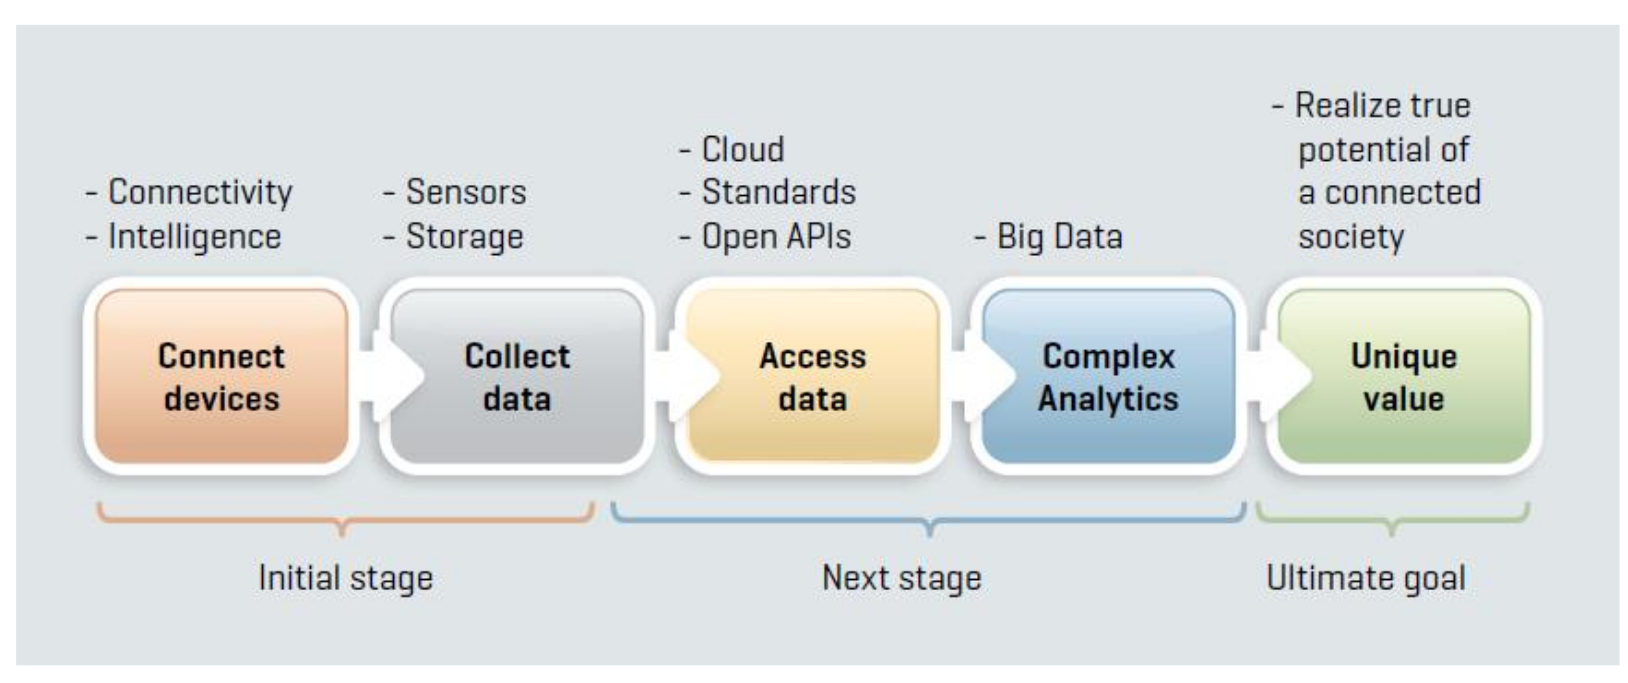 - Connectivity
- Intelligence
- Sensors
- Storage
- Cloud
- Standards
- Open APIs
- Big Data
- Realize true
potential of
a connected
society
Connect
devices
Collect
data
Access
data
Complex
Analytics
Unique
value
Initial stage
Next stage
Ultimate goal